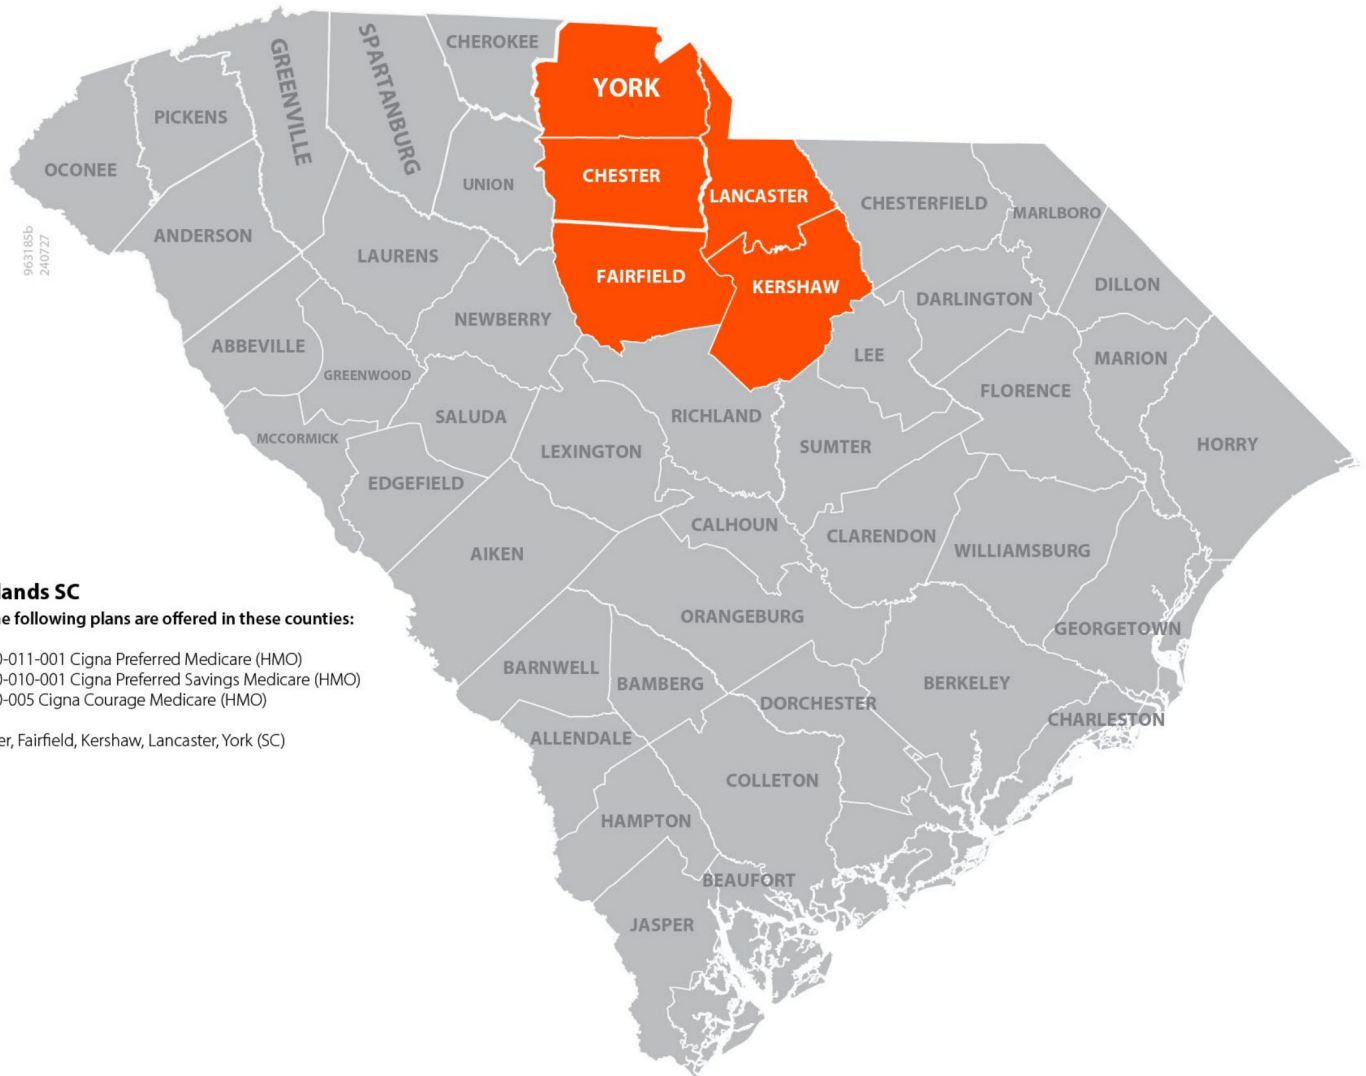 CHEROKEE
YORK
GREENVILLE
SPARTANBURG
PICKENS
OCONEE
UNION
CHESTER
LANCASTER
CHESTERFIELD
MARLBORO
ANDERSON
LAURENS
FAIRFIELD
KERSHAW
DARLINGTON
DILLON
963185b
240727
NEWBERRY
ABBEVILLE
GREENWOOD
LEE
MARION
FLORENCE
SALUDA
RICHLAND
MCCORMICK
LEXINGTON
SUMTER
HORRY
EDGEFIELD
CALHOUN
CLARENDON
WILLIAMSBURG
AIKEN
ORANGEBURG
GEORGETOWN
BARNWELL
BAMBERG
DORCHESTER
BERKELEY
CHARLESTON
ALLENDALE
COLLETON
HAMPTON
BEAUFORT
JASPER
lands SC
e following plans are offered in these counties:
0-011-001 Cigna Preferred Medicare (HMO)
0-010-001 Cigna Preferred Savings Medicare (HMO)
0-005 Cigna Courage Medicare (HMO)
er, Fairfield, Kershaw, Lancaster, York (SC)